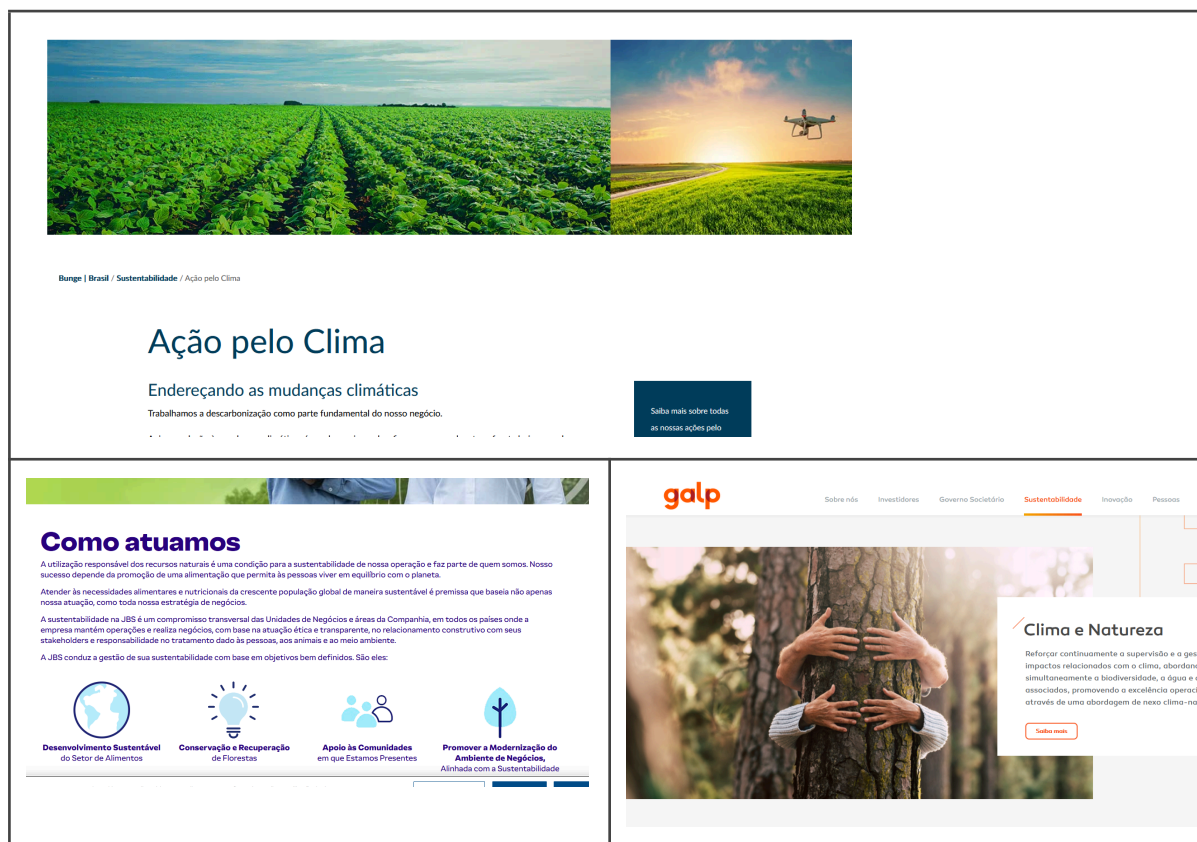 Bunge | Brasil / Sustentabilidade / Ação pelo Clima
Ação pelo Clima
Endereçando as mudanças climáticas
Trabalhamos a descarbonização como parte fundamental do nosso negócio.
Saiba mais sobre todas
as nossas ações pelo
Como atuamos
A utilização responsável dos recursos naturais é uma condição para a sustentabilidade de nossa operação e faz parte de quem somos. Nosso
sucesso depende da promoção de uma alimentação que permita às pessoas viver em equilíbrio com o planeta.
Atender às necessidades alimentares e nutricionais da crescente população global de maneira sustentável é premissa que baseia não apenas
nossa atuação, como toda nossa estratégia de negócios.
A sustentabilidade na JBS é um compromisso transversal das Unidades de Negócios e áreas da Companhia, em todos os países onde a
empresa mantém operações e realiza negócios, com base na atuação ética e transparente, no relacionamento construtivo com seus
stakeholders e responsabilidade no tratamento dado às pessoas, aos animais e ao meio ambiente.
A JBS conduz a gestão de sua sustentabilidade com base em objetivos bem definidos. São eles:
Desenvolvimento Sustentável
do Setor de Alimentos
Conservação e Recuperação
de Florestas
Apoio às Comunidades
em que Estamos Presentes
Promover a Modernização do
Ambiente de Negócios,
Alinhada com a Sustentabilidade
galp
Sobre nós Investidores Governo Societário Sustentabilidade Inovação Pessoas
Clima e Natureza
Reforçar continuamente a supervisão e a ges
impactos relacionados com o clima, abordan
simultaneamente a biodiversidade, a água e
associados, promovendo a excelência operaci
através de uma abordagem de nexo clima-na
Saiba mais